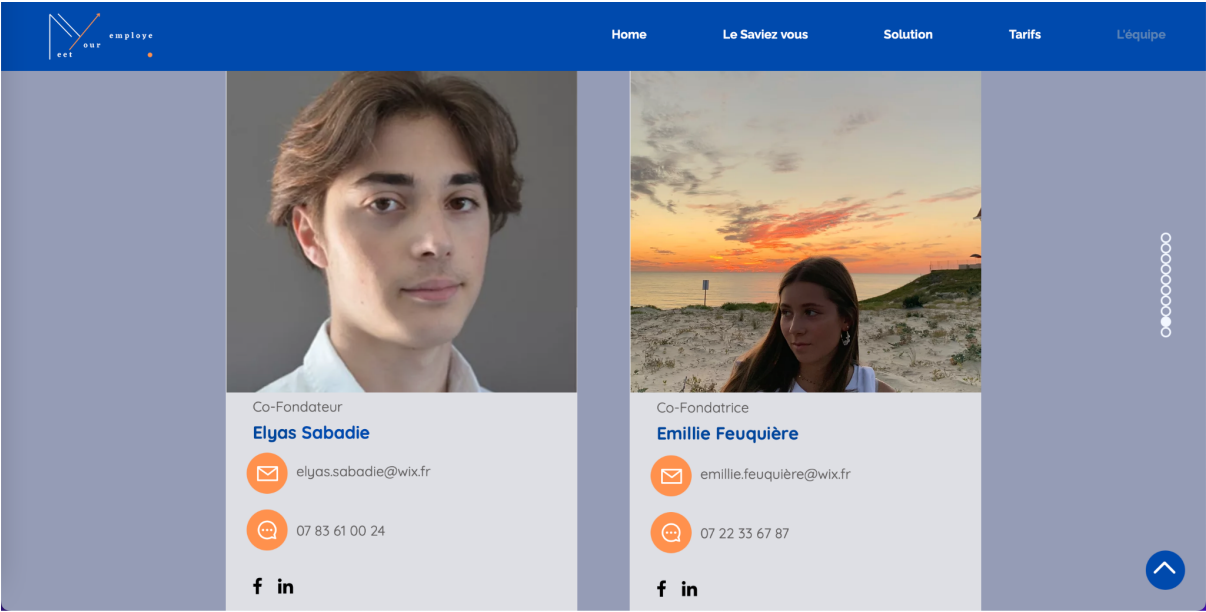 eet our employe
Home Le Saviez vous Solution Tarifs L'équipe
Co-Fondateur
Elyas Sabadie
elyas.sabadie@wix.fr
07 83 61 00 24
f in
Co-Fondatrice
Emillie Feuquière
emillie.feuquière@wix.fr
07 22 33 67 87
f in